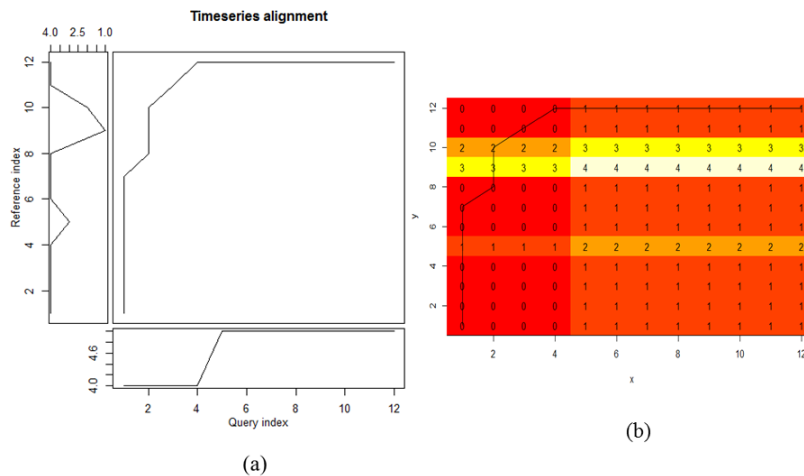 Timeseries alignment
4.0 2.5 1.0
12
10
8
6
4
2
Reference index
4.6
4.0
2 4 6 8 10 12
Query index
(a)
12 0 0 0 0 1 1 1 1 1 1 1 1
0 0 0 0 1 1 1 1 1 1 1 1
10 2 2 2 2 3 3 3 3 3 3 3 3
3 3 3 3 4 4 4 4 4 4 4 4
8 0 0 0 0 1 1 1 1 1 1 1 1
0 0 0 0 1 1 1 1 1 1 1 1
6 0 0 0 0 1 1 1 1 1 1 1 1
1 1 1 1 2 2 2 2 2 2 2 2
4 0 0 0 0 1 1 1 1 1 1 1 1
0 0 0 0 1 1 1 1 1 1 1 1
2 0 0 0 0 1 1 1 1 1 1 1 1
0 0 0 0 1 1 1 1 1 1 1 1
y
2 4 6 8 10 12
x
(b)